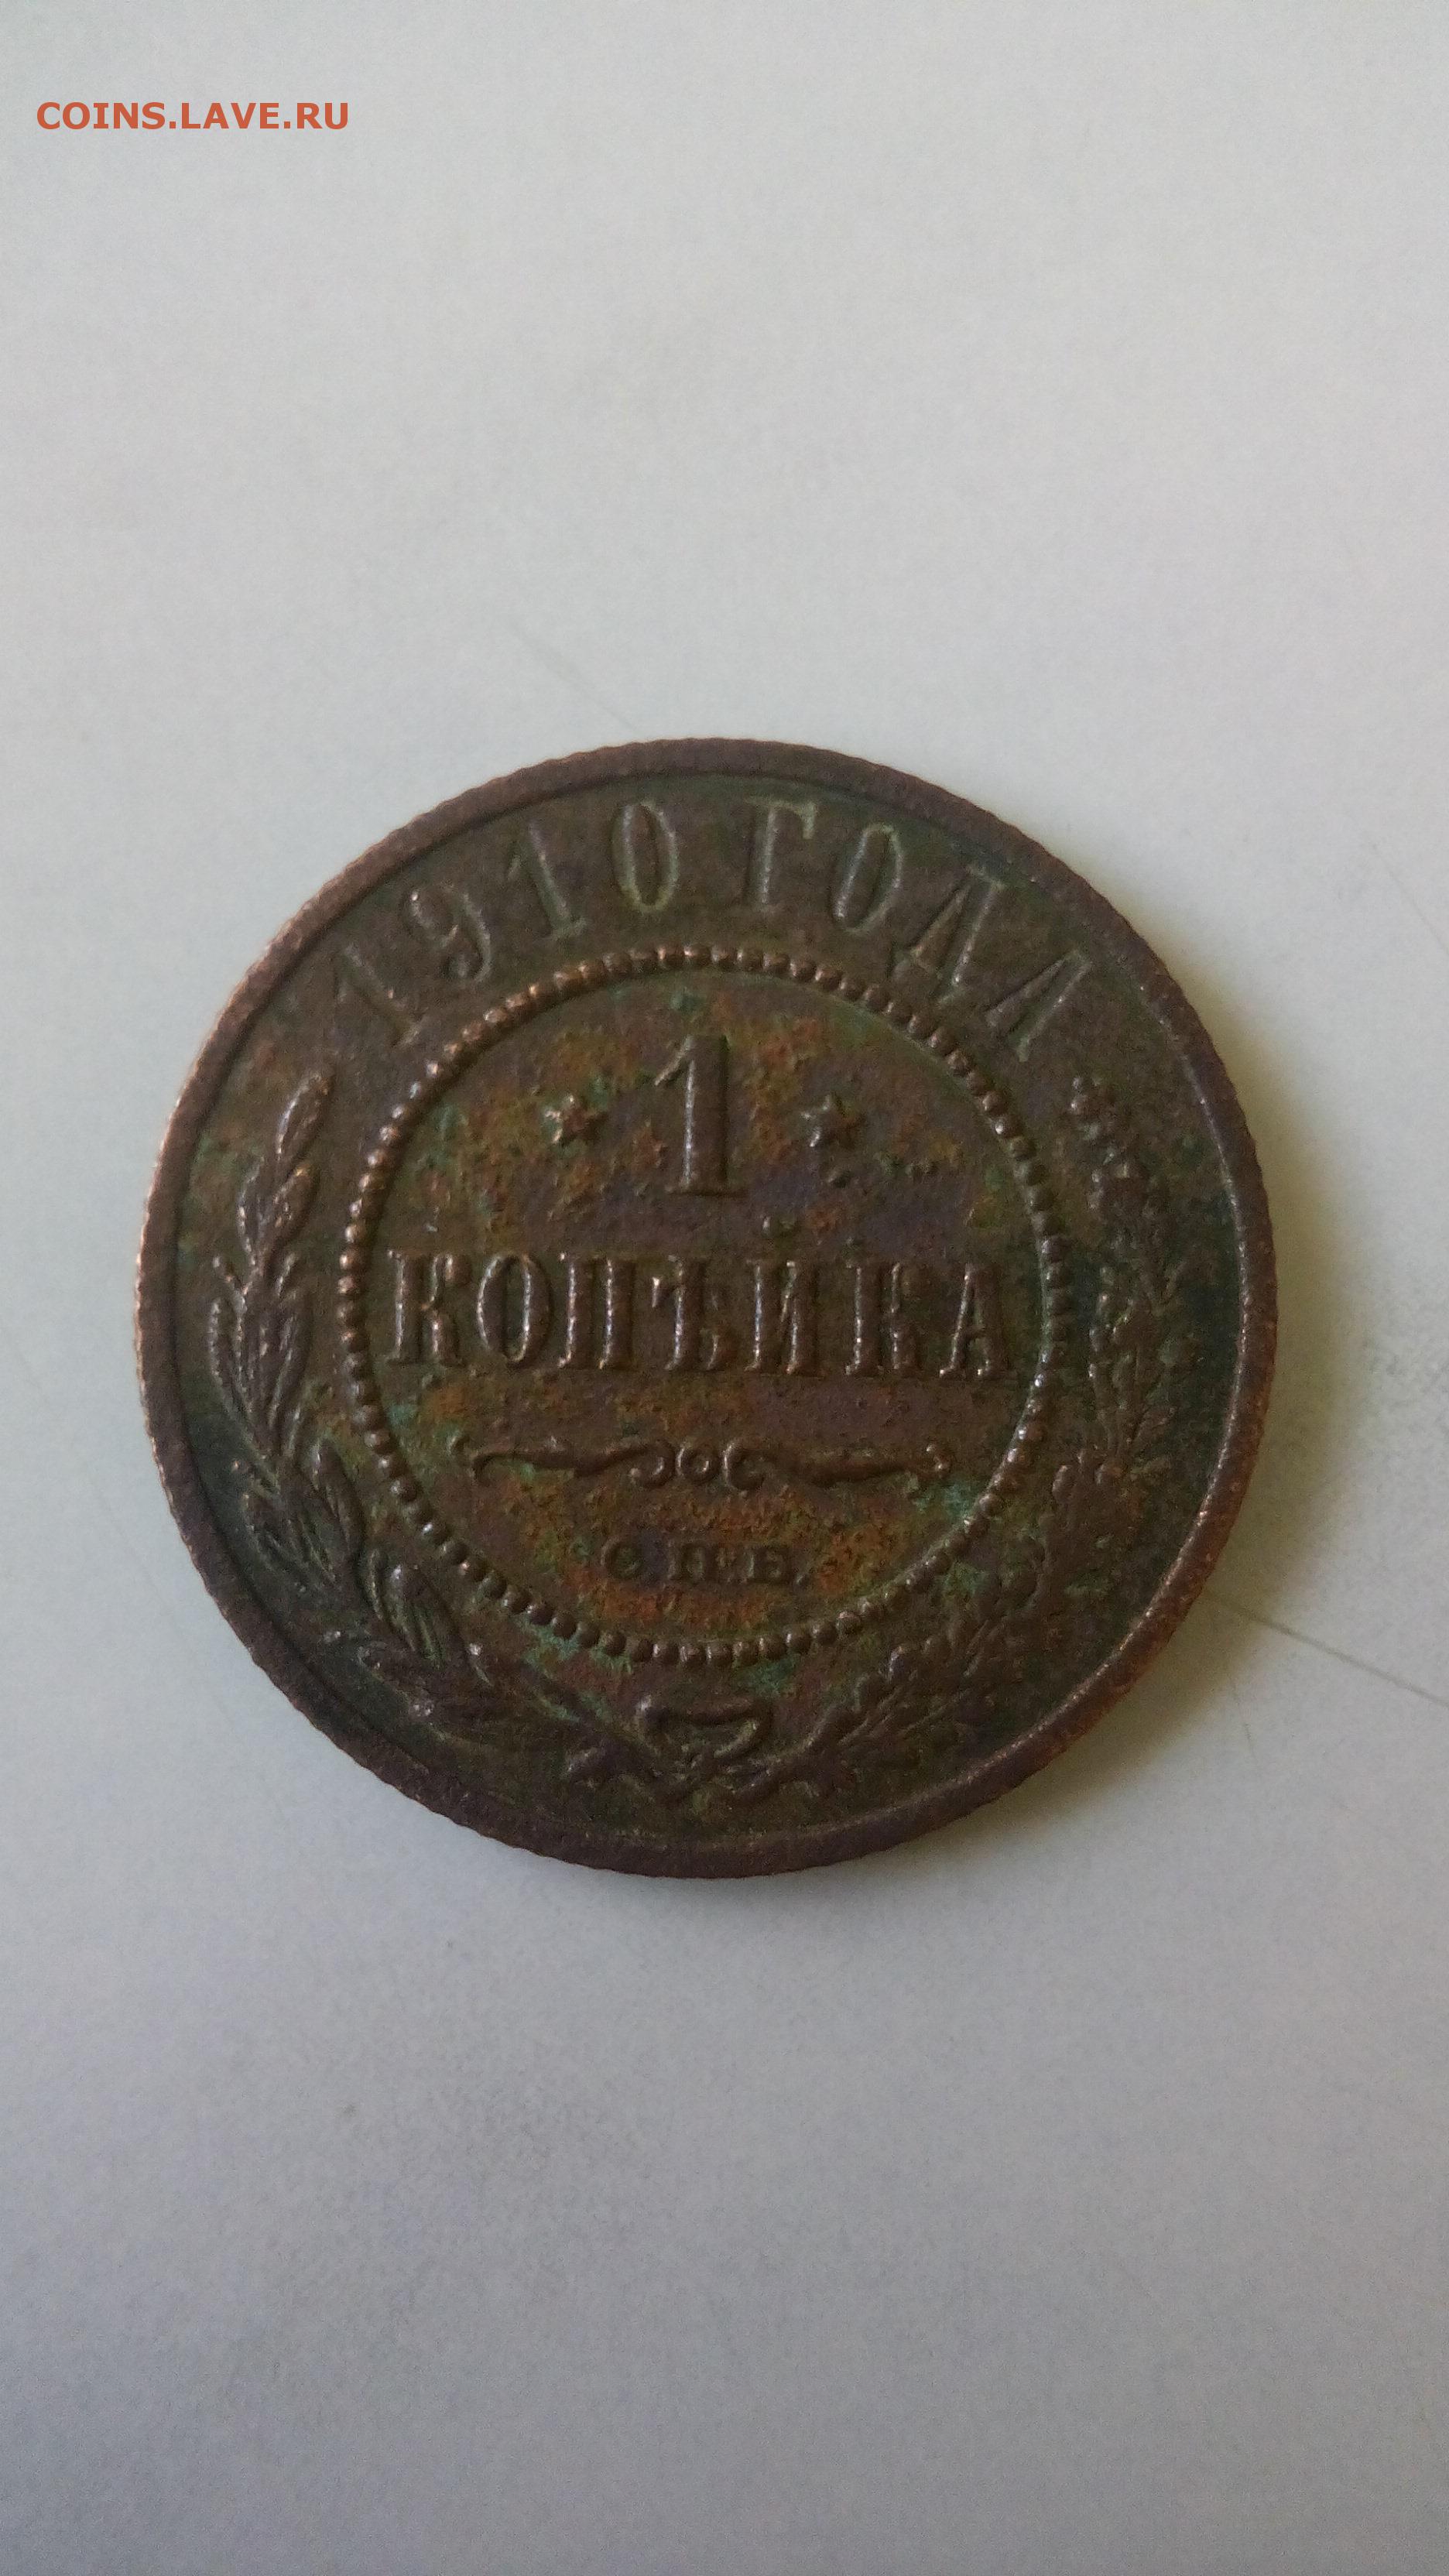 COINS.LAVE.RU
1910 ГОДА
1
КОПѢЙКА
С.П.Б.